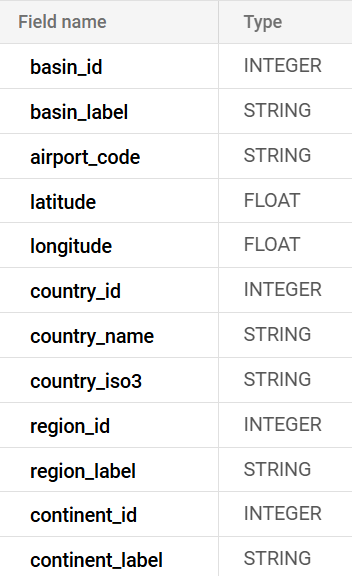 Field name Type
basin_id INTEGER
basin_label STRING
airport_code STRING
latitude FLOAT
longitude FLOAT
country_id INTEGER
country_name STRING
country_iso3 STRING
region_id INTEGER
region_label STRING
continent_id INTEGER
continent_label STRING